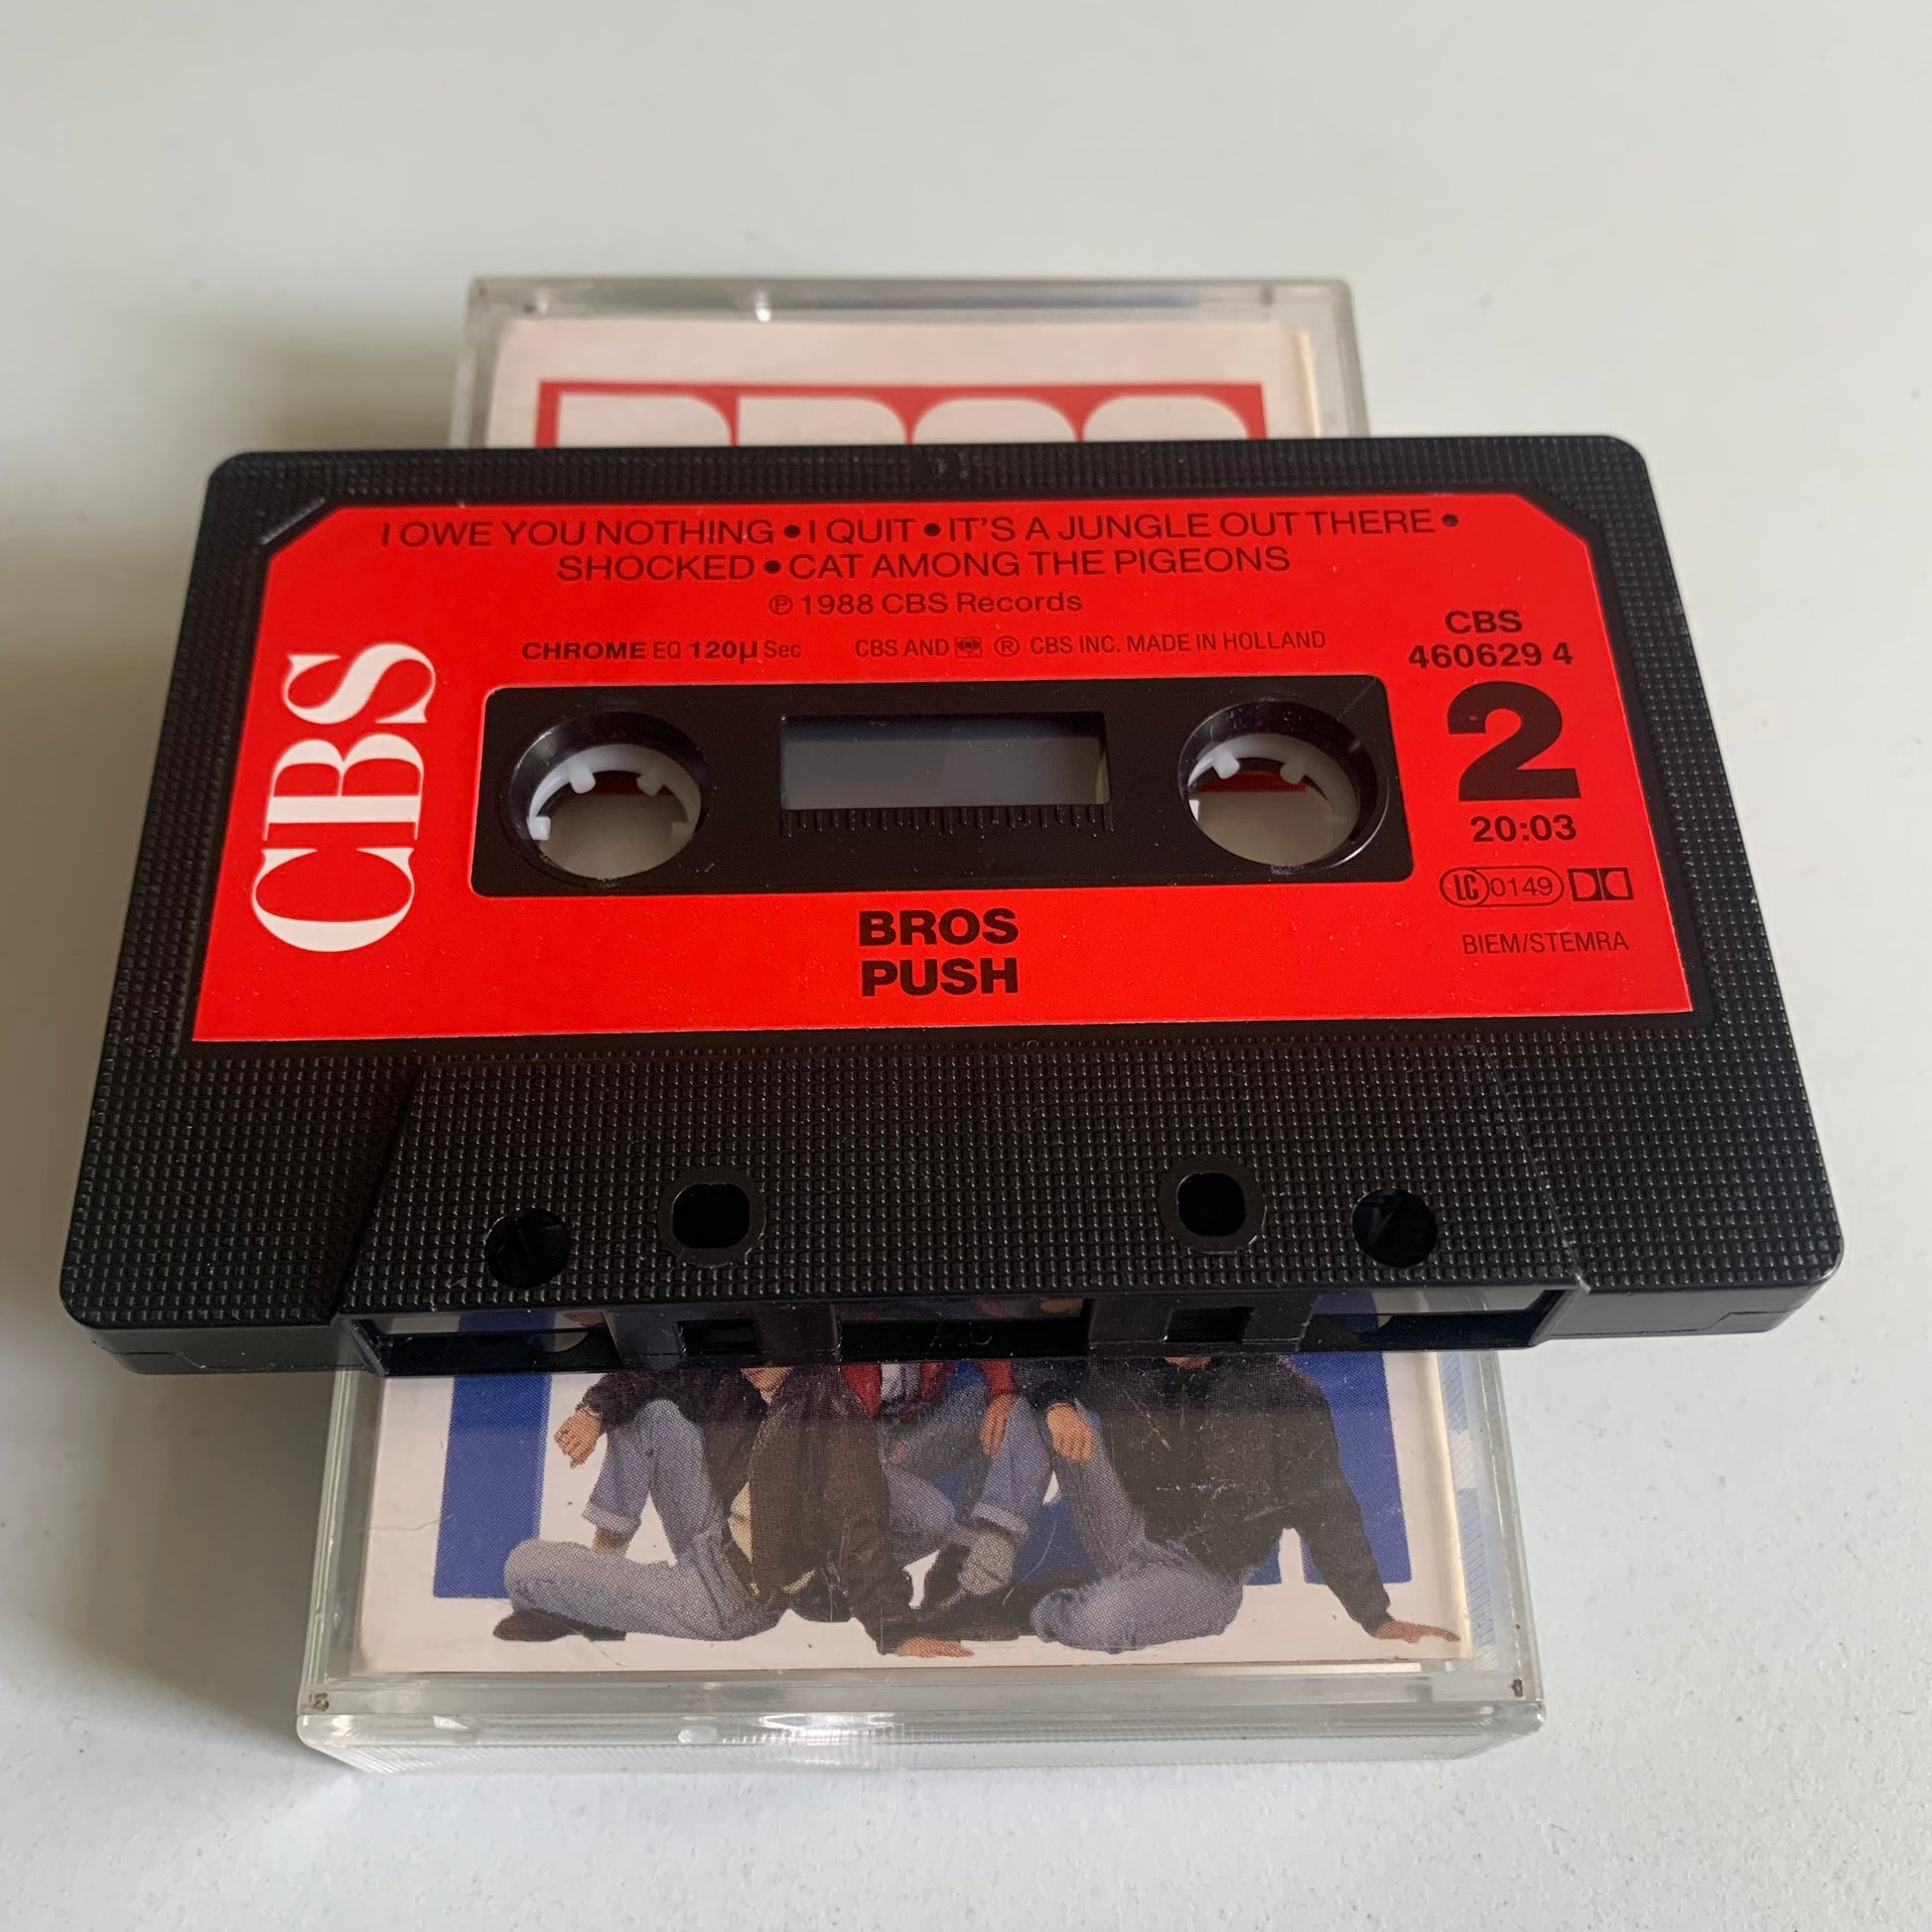 I OWE YOU NOTHING • I QUIT • IT'S A JUNGLE OUT THERE •
SHOCKED • CAT AMONG THE PIGEONS
℗ 1988 CBS Records
CHROME EQ 120µ Sec CBS AND ® CBS INC. MADE IN HOLLAND
CBS
460629 4
2
20:03
LC 0149
BIEM/STEMRA
CBS
BROS
PUSH